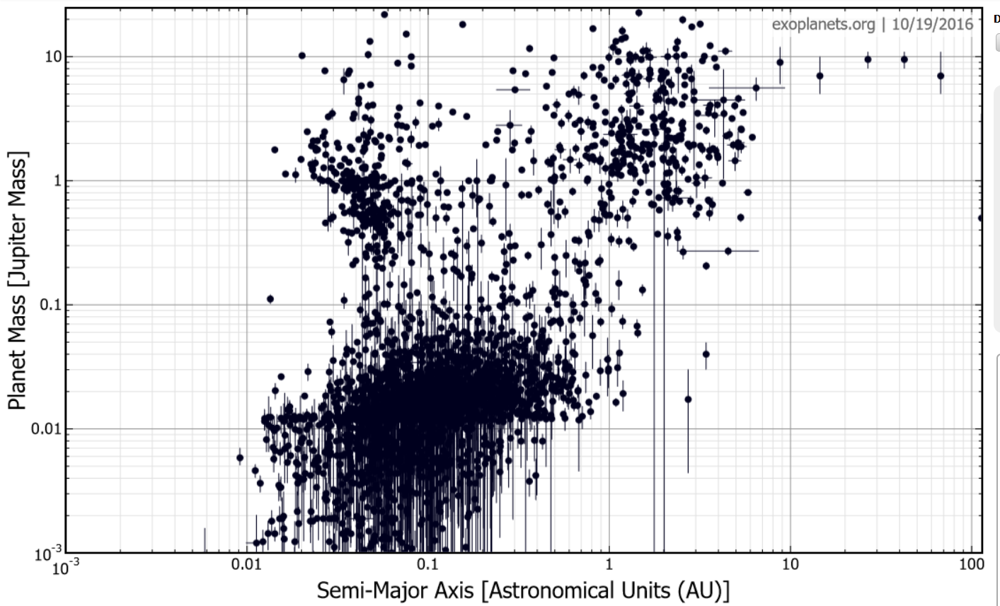 exoplanets.org | 10/19/2016
D
10
1
0.1
0.01
10-3
10-3
0.01
0.1
1
10
100
Planet Mass [Jupiter Mass]
Semi-Major Axis [Astronomical Units (AU)]